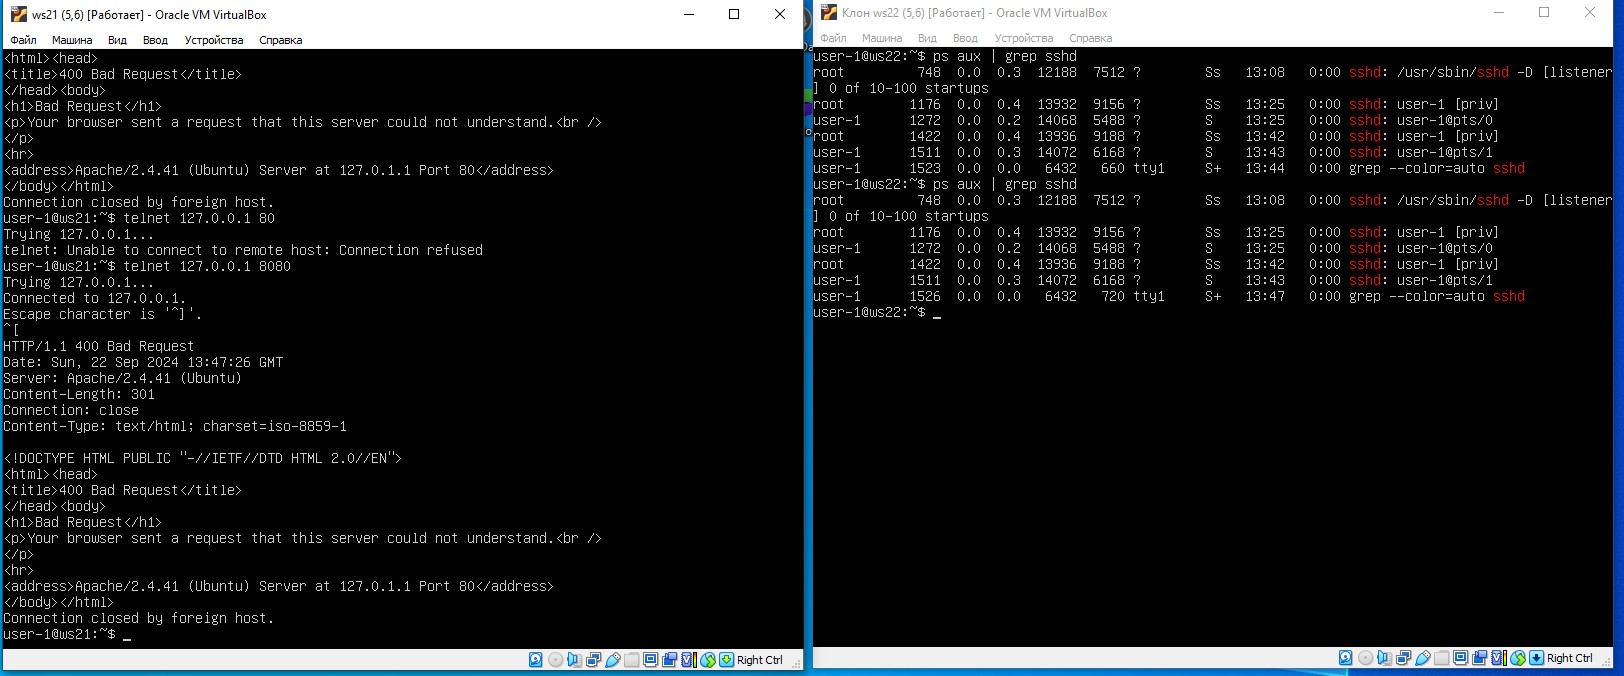 ws21 (5,6) [Работает] - Oracle VM VirtualBox
Файл Машина Вид Ввод Устройства Справка
<html><head>
<title>400 Bad Request</title>
</head><body>
<h1>Bad Request</h1>
<p>Your browser sent a request that this server could not understand.<br />
</p>
<hr>
<address>Apache/2.4.41 (Ubuntu) Server at 127.0.1.1 Port 80</address>
</body></html>
Connection closed by foreign host.
user-1@ws21:~$ telnet 127.0.0.1 80
Trying 127.0.0.1...
telnet: Unable to connect to remote host: Connection refused
user-1@ws21:~$ telnet 127.0.0.1 8080
Trying 127.0.0.1...
Connected to 127.0.0.1.
Escape character is '^]'.
^[
HTTP/1.1 400 Bad Request
Date: Sun, 22 Sep 2024 13:47:26 GMT
Server: Apache/2.4.41 (Ubuntu)
Content-Length: 301
Connection: close
Content-Type: text/html; charset=iso-8859-1
<!DOCTYPE HTML PUBLIC "-//IETF//DTD HTML 2.0//EN">
<html><head>
<title>400 Bad Request</title>
</head><body>
<h1>Bad Request</h1>
<p>Your browser sent a request that this server could not understand.<br />
</p>
<hr>
<address>Apache/2.4.41 (Ubuntu) Server at 127.0.1.1 Port 80</address>
</body></html>
Connection closed by foreign host.
user-1@ws21:~$ _
Right Ctrl
Клон ws22 (5,6) [Работает] - Oracle VM VirtualBox
Файл Машина Вид Ввод Устройства Справка
user-1@ws22:~$ ps aux | grep sshd
root 748 0.0 0.3 12188 7512 ? Ss 13:08 0:00 sshd: /usr/sbin/sshd -D [listener
] 0 of 10-100 startups
root 1176 0.0 0.4 13932 9156 ? Ss 13:25 0:00 sshd: user-1 [priv]
user-1 1272 0.0 0.2 14068 5488 ? S 13:25 0:00 sshd: user-1@pts/0
root 1422 0.0 0.4 13936 9188 ? Ss 13:42 0:00 sshd: user-1 [priv]
user-1 1511 0.0 0.3 14072 6168 ? S 13:43 0:00 sshd: user-1@pts/1
user-1 1523 0.0 0.0 6432 660 tty1 S+ 13:44 0:00 grep --color=auto sshd
user-1@ws22:~$ ps aux | grep sshd
root 748 0.0 0.3 12188 7512 ? Ss 13:08 0:00 sshd: /usr/sbin/sshd -D [listener
] 0 of 10-100 startups
root 1176 0.0 0.4 13932 9156 ? Ss 13:25 0:00 sshd: user-1 [priv]
user-1 1272 0.0 0.2 14068 5488 ? S 13:25 0:00 sshd: user-1@pts/0
root 1422 0.0 0.4 13936 9188 ? Ss 13:42 0:00 sshd: user-1 [priv]
user-1 1511 0.0 0.3 14072 6168 ? S 13:43 0:00 sshd: user-1@pts/1
user-1 1526 0.0 0.0 6432 720 tty1 S+ 13:47 0:00 grep --color=auto sshd
user-1@ws22:~$ _
Right Ctrl